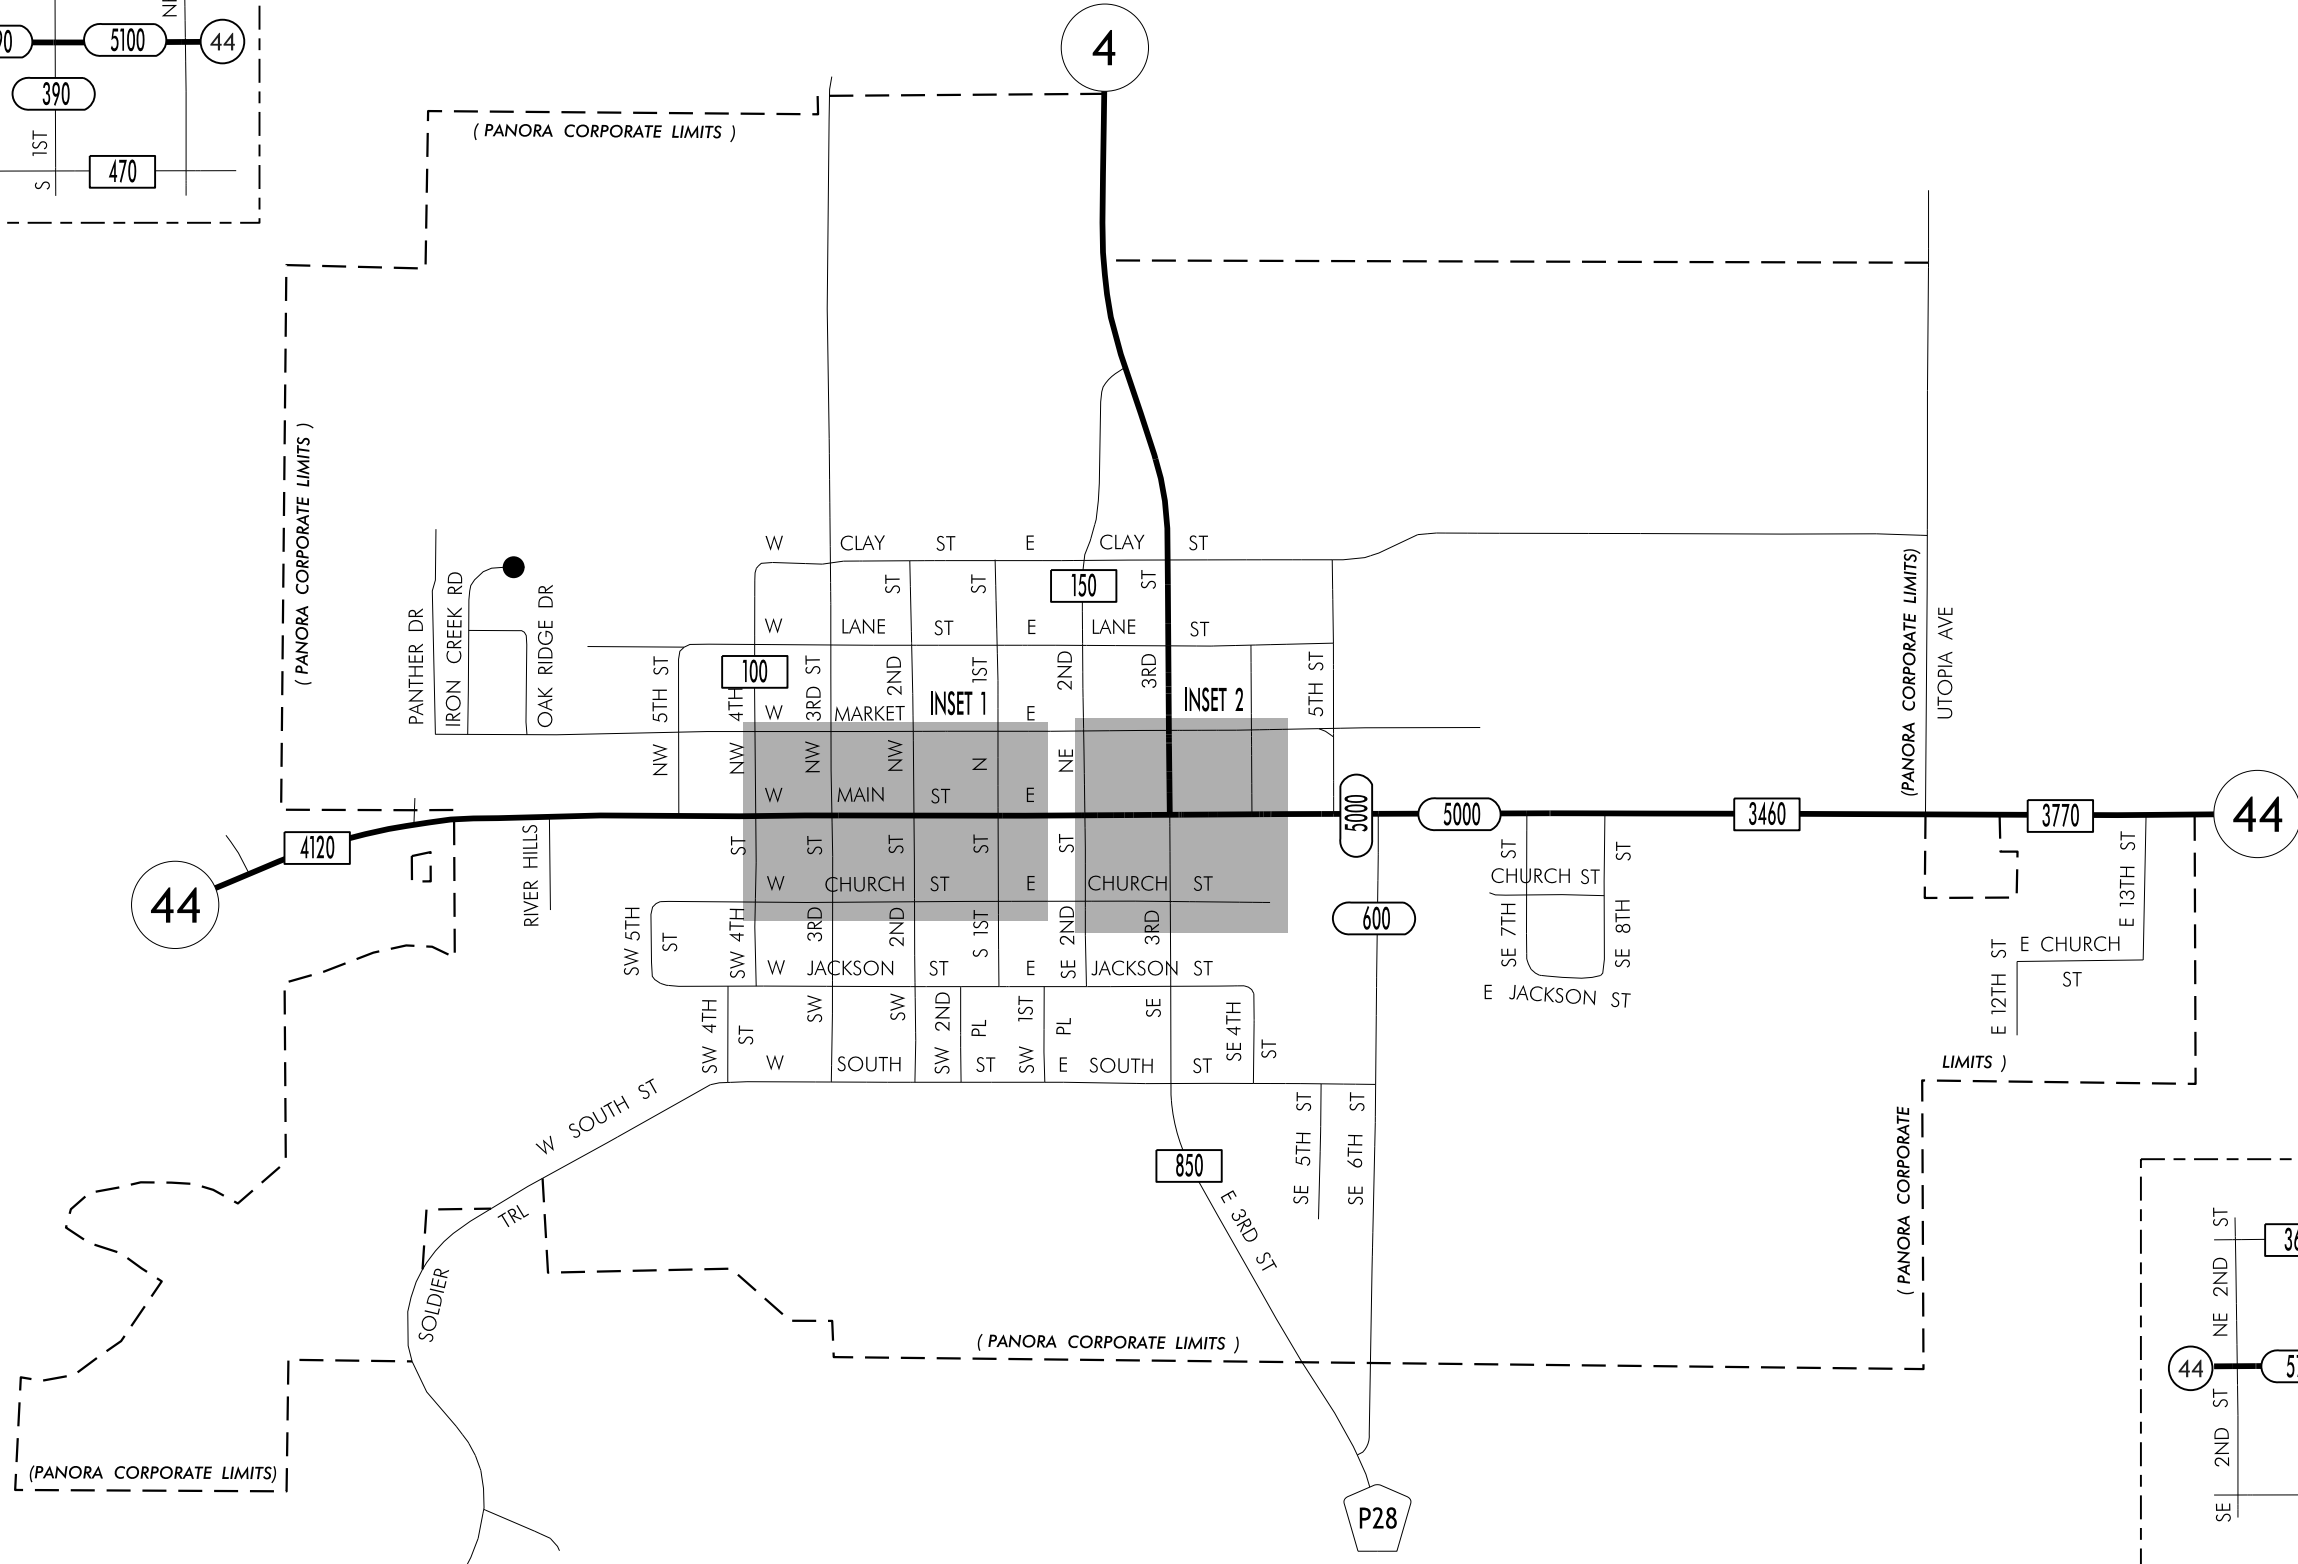 4
5100
44
390
S 1ST
470
( PANORA CORPORATE LIMITS )
( PANORA CORPORATE LIMITS )
W CLAY ST E CLAY ST
150
ST
ST
ST
W LANE ST E LANE ST
100
PANTHER DR
IRON CREEK RD
OAK RIDGE DR
NW 5TH ST
NW 4TH ST
NW 3RD ST
NW 2ND
N 1ST
NE 2ND
3RD
5TH ST
INSET 1
INSET 2
W MARKET E
(PANORA CORPORATE LIMITS)
UTOPIA AVE
W MAIN ST E
5000
5000
3460
3770
44
4120
44
RIVER HILLS
ST
ST
ST
ST
W CHURCH ST E CHURCH ST
600
SE 7TH ST
CHURCH ST
SE 8TH ST
E JACKSON ST
E 13TH ST
E CHURCH
ST
E 12TH ST
SW 5TH
ST
SW 4TH
3RD
2ND
S 1ST
SE 2ND
3RD
W JACKSON ST E JACKSON ST
SW 4TH
ST
SW
SW
SW 2ND
PL
SW 1ST
PL
SE
SE 4TH
ST
W SOUTH ST E SOUTH ST
LIMITS )
( PANORA CORPORATE
W SOUTH ST
TRL
SOLDIER
850
E 3RD ST
SE 5TH ST
SE 6TH ST
( PANORA CORPORATE LIMITS )
(PANORA CORPORATE LIMITS)
P28
NE 2ND ST
44
SE 2ND ST